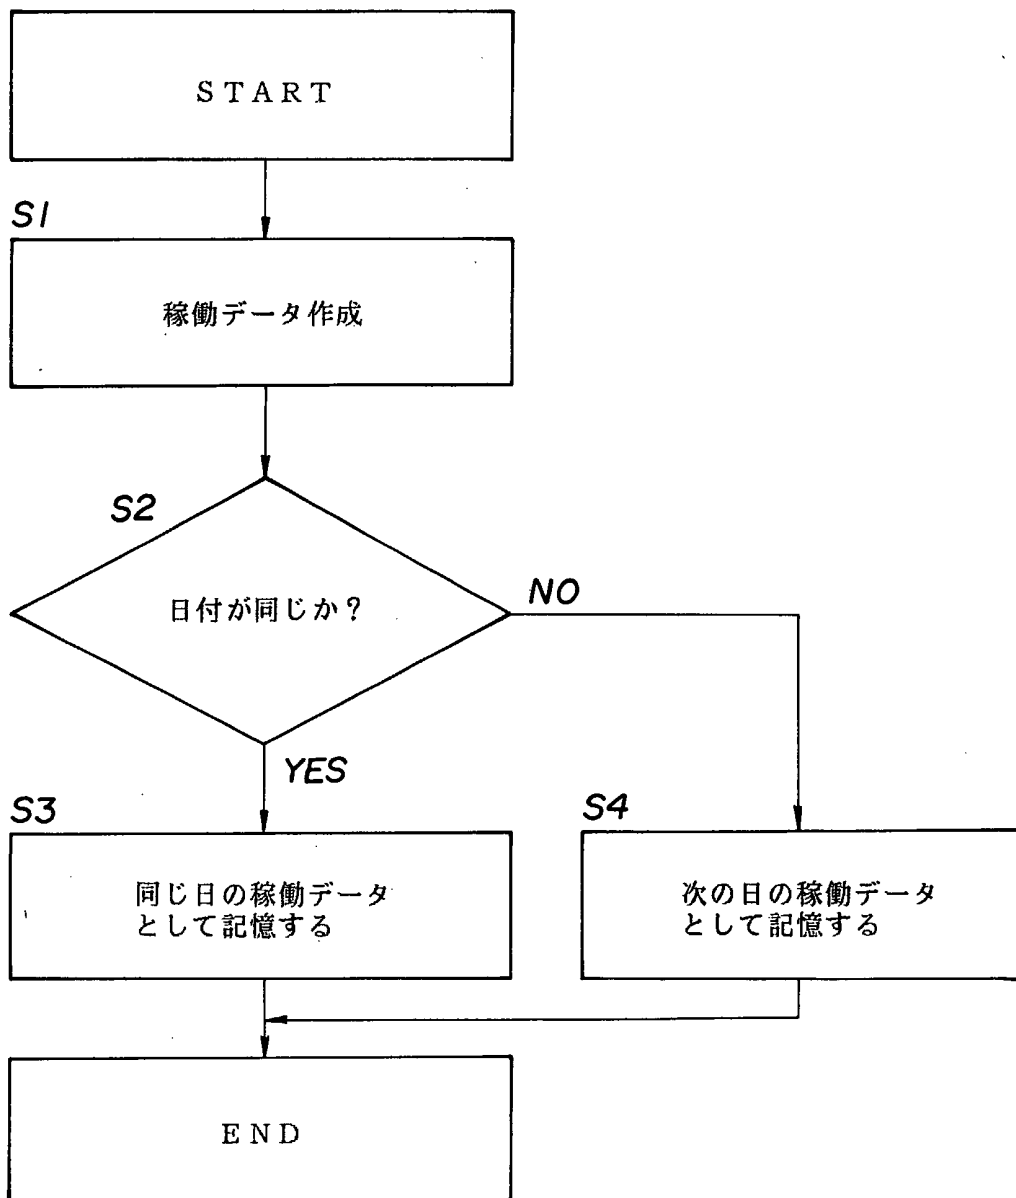 START
S1
稼働データ作成
S2
日付が同じか?
NO
YES
S3
同じ日の稼働データ
として記憶する
S4
次の日の稼働データ
として記憶する
END